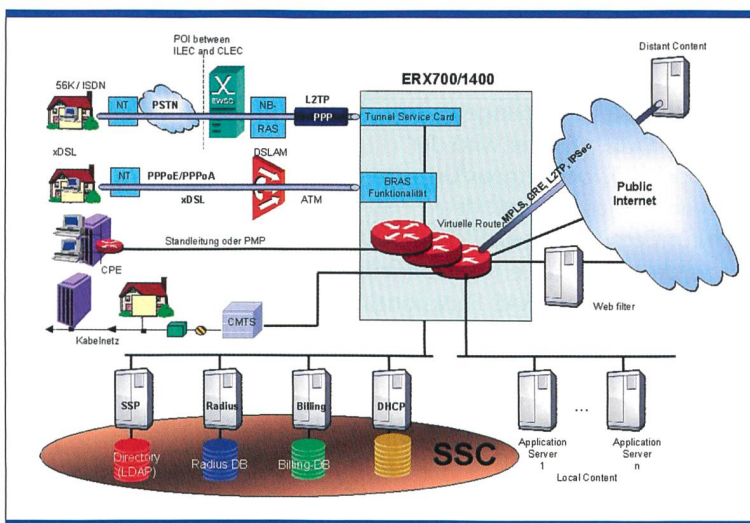 POI between
ILEC and CLEC
ERX700/1400
Distant Content
56K / ISDN
NT
PSTN
EWSD
NB-
RAS
L2TP
PPP
Tunnel Service Card
xDSL
NT
PPPoE/PPPoA
xDSL
DSLAM
ATM
BRAS
Funktionalität
MPLS, GRE, L2TP, IPSec
Public
Internet
Virtuelle Router
Standleitung oder PMP
CPE
Web filter
CMTS
Kabelnetz
SSP
Radius
Billing
DHCP
Directory
(LDAP)
Radius DB
Billing-DB
SSC
Application
Server
1
...
Application
Server
n
Local Content